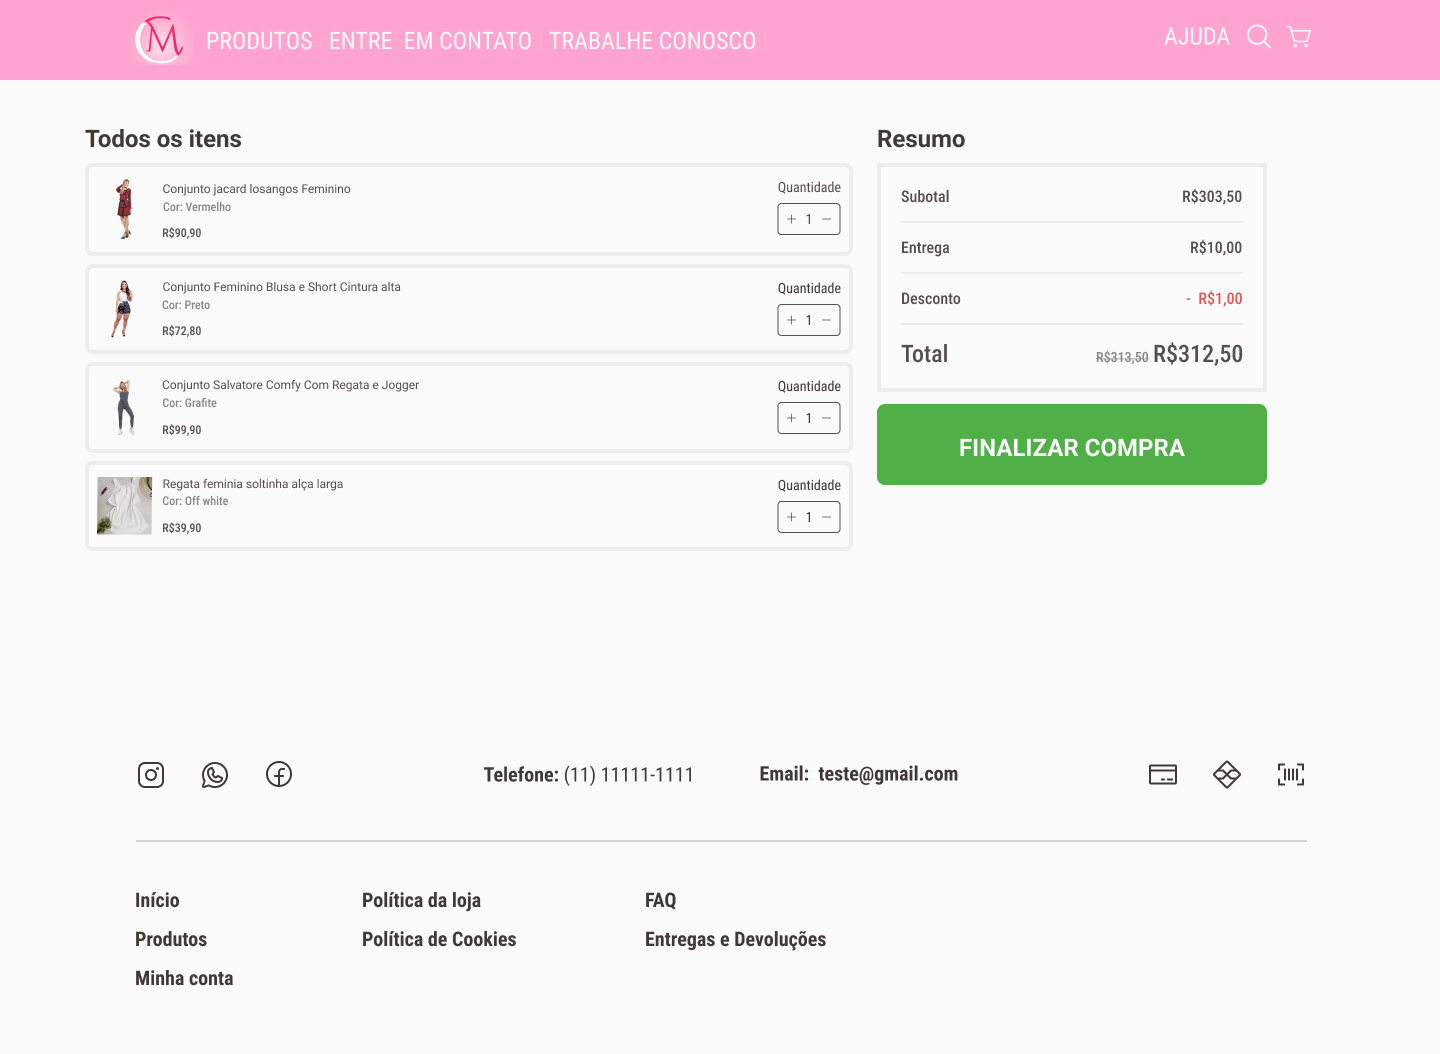 PRODUTOS ENTRE EM CONTATO TRABALHE CONOSCO AJUDA
Todos os itens
Conjunto jacard losangos Feminino
Cor: Vermelho
R$90,90
Quantidade
+ 1 −
Conjunto Feminino Blusa e Short Cintura alta
Cor: Preto
R$72,80
Quantidade
+ 1 −
Conjunto Salvatore Comfy Com Regata e Jogger
Cor: Grafite
R$99,90
Quantidade
+ 1 −
Regata feminia soltinha alça larga
Cor: Off white
R$39,90
Quantidade
+ 1 −
Resumo
Subotal R$303,50
Entrega R$10,00
Desconto - R$1,00
Total R$313,50 R$312,50
FINALIZAR COMPRA
Telefone: (11) 11111-1111 Email: teste@gmail.com
Início
Produtos
Minha conta
Política da loja
Política de Cookies
FAQ
Entregas e Devoluções